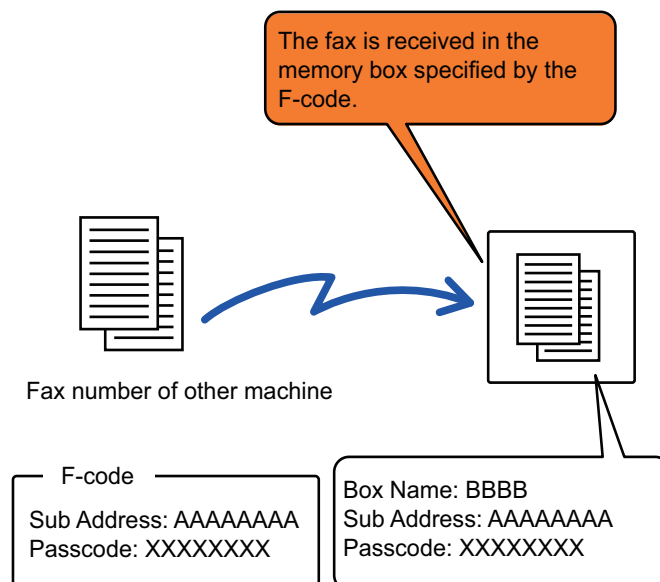 The fax is received in the
memory box specified by the
F-code.
Fax number of other machine
F-code
Sub Address: AAAAAAAA
Passcode: XXXXXXXX
Box Name: BBBB
Sub Address: AAAAAAAA
Passcode: XXXXXXXX